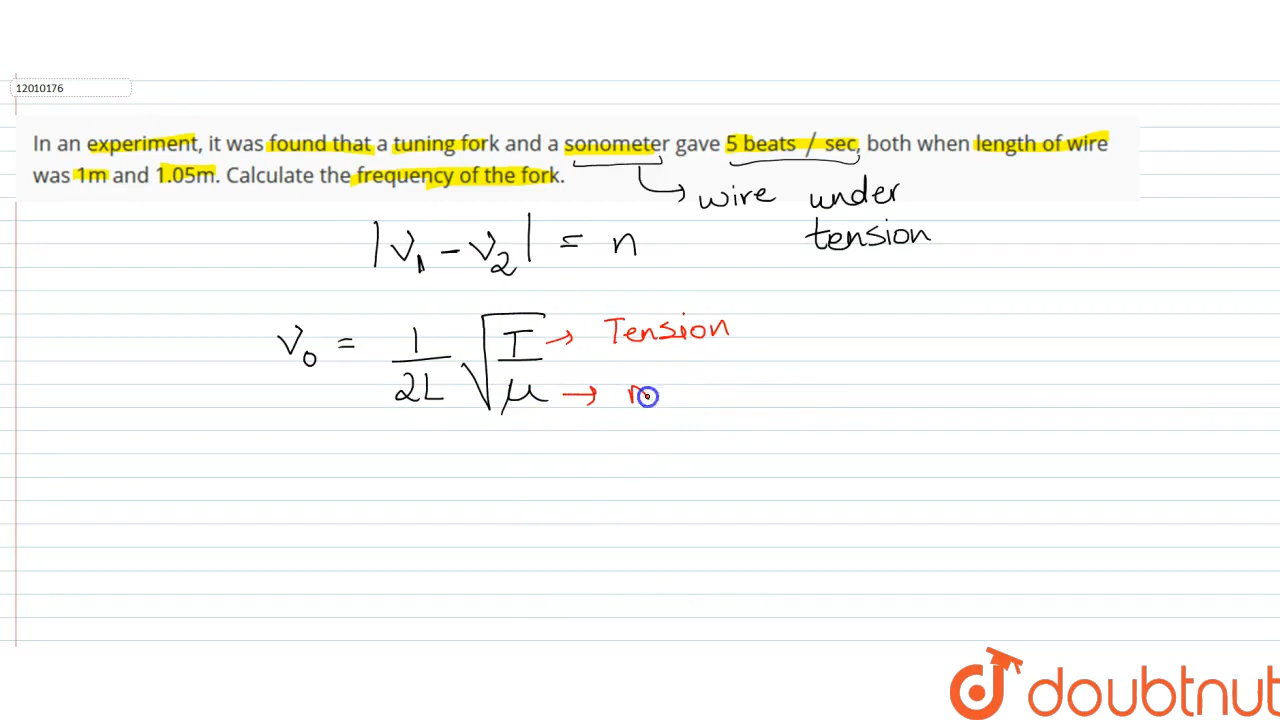 12010176
In an experiment, it was found that a tuning fork and a sonometer gave 5 beats / sec, both when length of wire
was 1m and 1.05m. Calculate the frequency of the fork.
wire under
tension
|ν₁ - ν₂| = n
ν₀ = 1/2L √T/μ → Tension
→
doubtnut